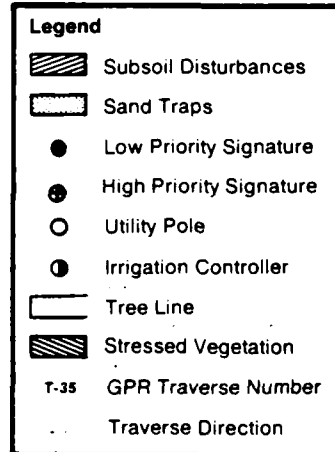 Legend
Subsoil Disturbances
Sand Traps
Low Priority Signature
High Priority Signature
Utility Pole
Irrigation Controller
Tree Line
Stressed Vegetation
T-35 GPR Traverse Number
Traverse Direction